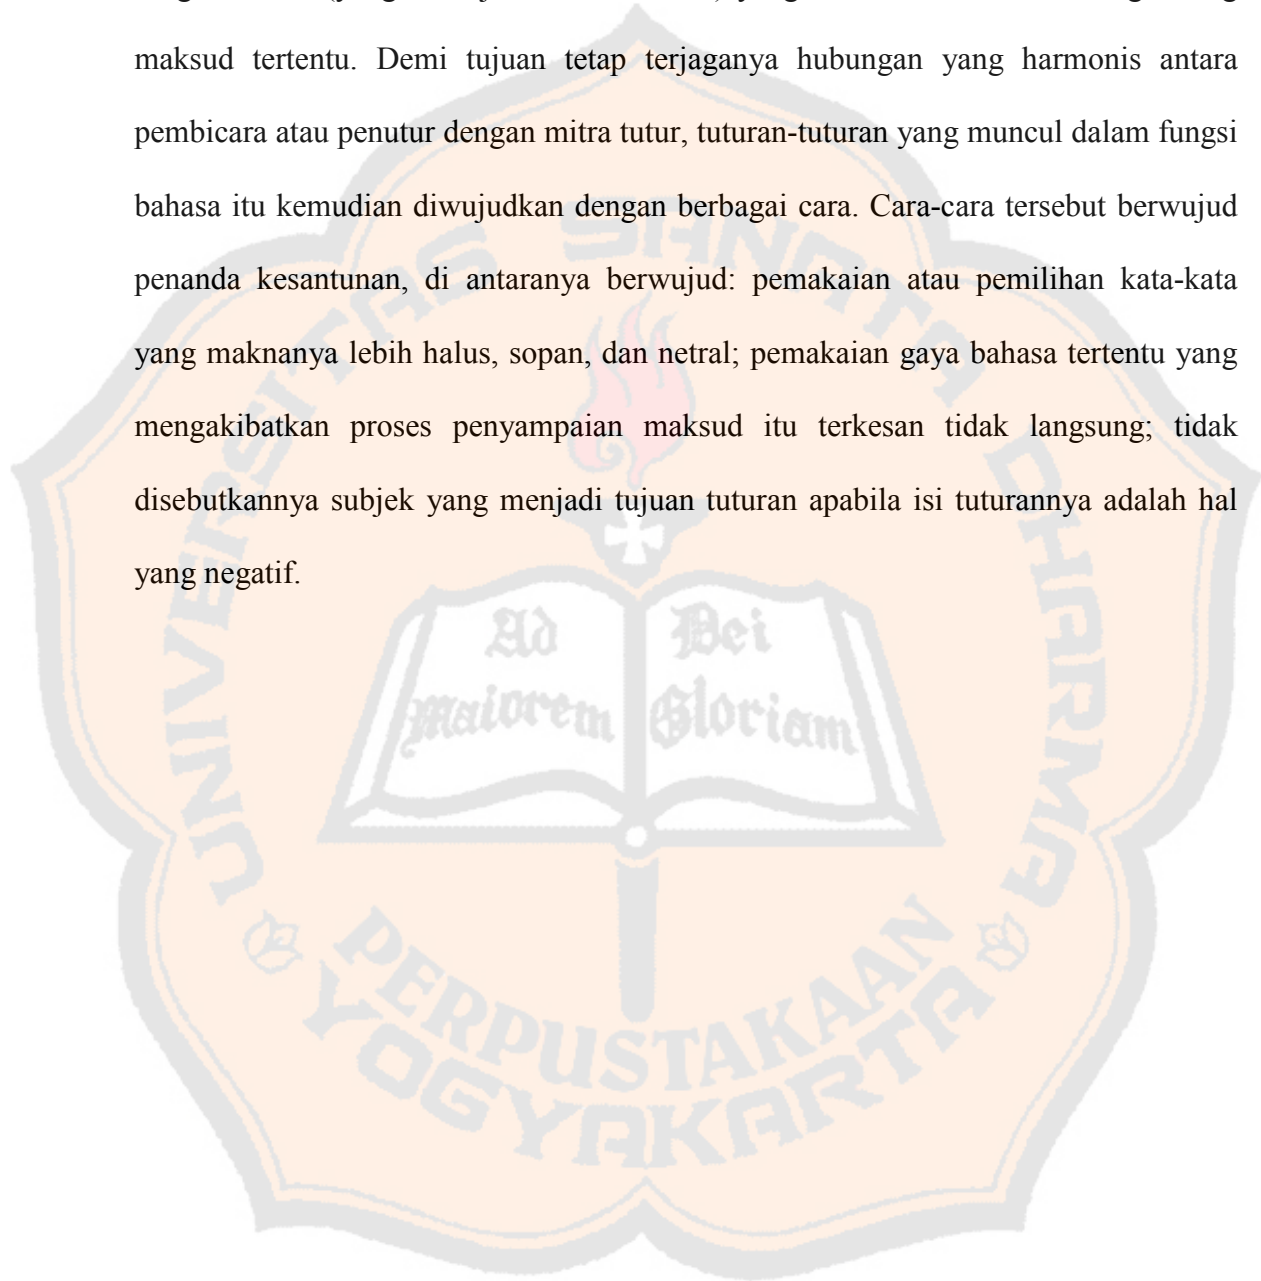 maksud tertentu. Demi tujuan tetap terjaganya hubungan yang harmonis antara
pembicara atau penutur dengan mitra tutur, tuturan-tuturan yang muncul dalam fungsi
bahasa itu kemudian diwujudkan dengan berbagai cara. Cara-cara tersebut berwujud
penanda kesantunan, di antaranya berwujud: pemakaian atau pemilihan kata-kata
yang maknanya lebih halus, sopan, dan netral; pemakaian gaya bahasa tertentu yang
mengakibatkan proses penyampaian maksud itu terkesan tidak langsung; tidak
disebutkannya subjek yang menjadi tujuan tuturan apabila isi tuturannya adalah hal
yang negatif.
UNIVERSITAS SANATA DHARMA
Ad Dei
maiorem Gloriam
PERPUSTAKAAN
YOGYAKARTA